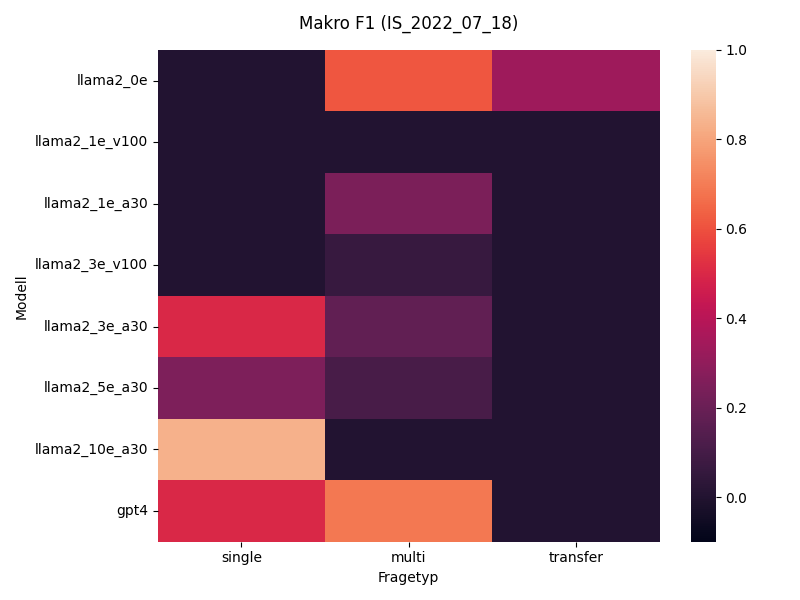 Makro F1 (IS_2022_07_18)
Modell
llama2_0e
llama2_1e_v100
llama2_1e_a30
llama2_3e_v100
llama2_3e_a30
llama2_5e_a30
llama2_10e_a30
gpt4
single
multi
transfer
Fragetyp
1.0
0.8
0.6
0.4
0.2
0.0